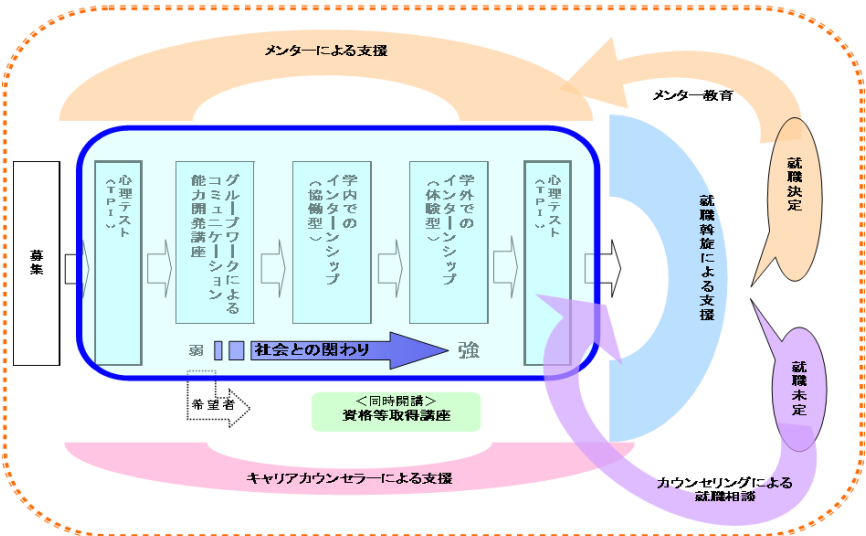 メンターによる支援
メンター教育
就職決定
募集
心理テスト
（ＴＰＩ）
グループワークによる
コミュニケーション
能力開発講座
学内での
インターンシップ
（協働型）
学外での
インターンシップ
（体験型）
心理テスト
（ＴＰＩ）
就職斡旋による支援
弱
社会との関わり
強
希望者
＜同時開講＞
資格等取得講座
就職未定
キャリアカウンセラーによる支援
カウンセリングによる
就職相談